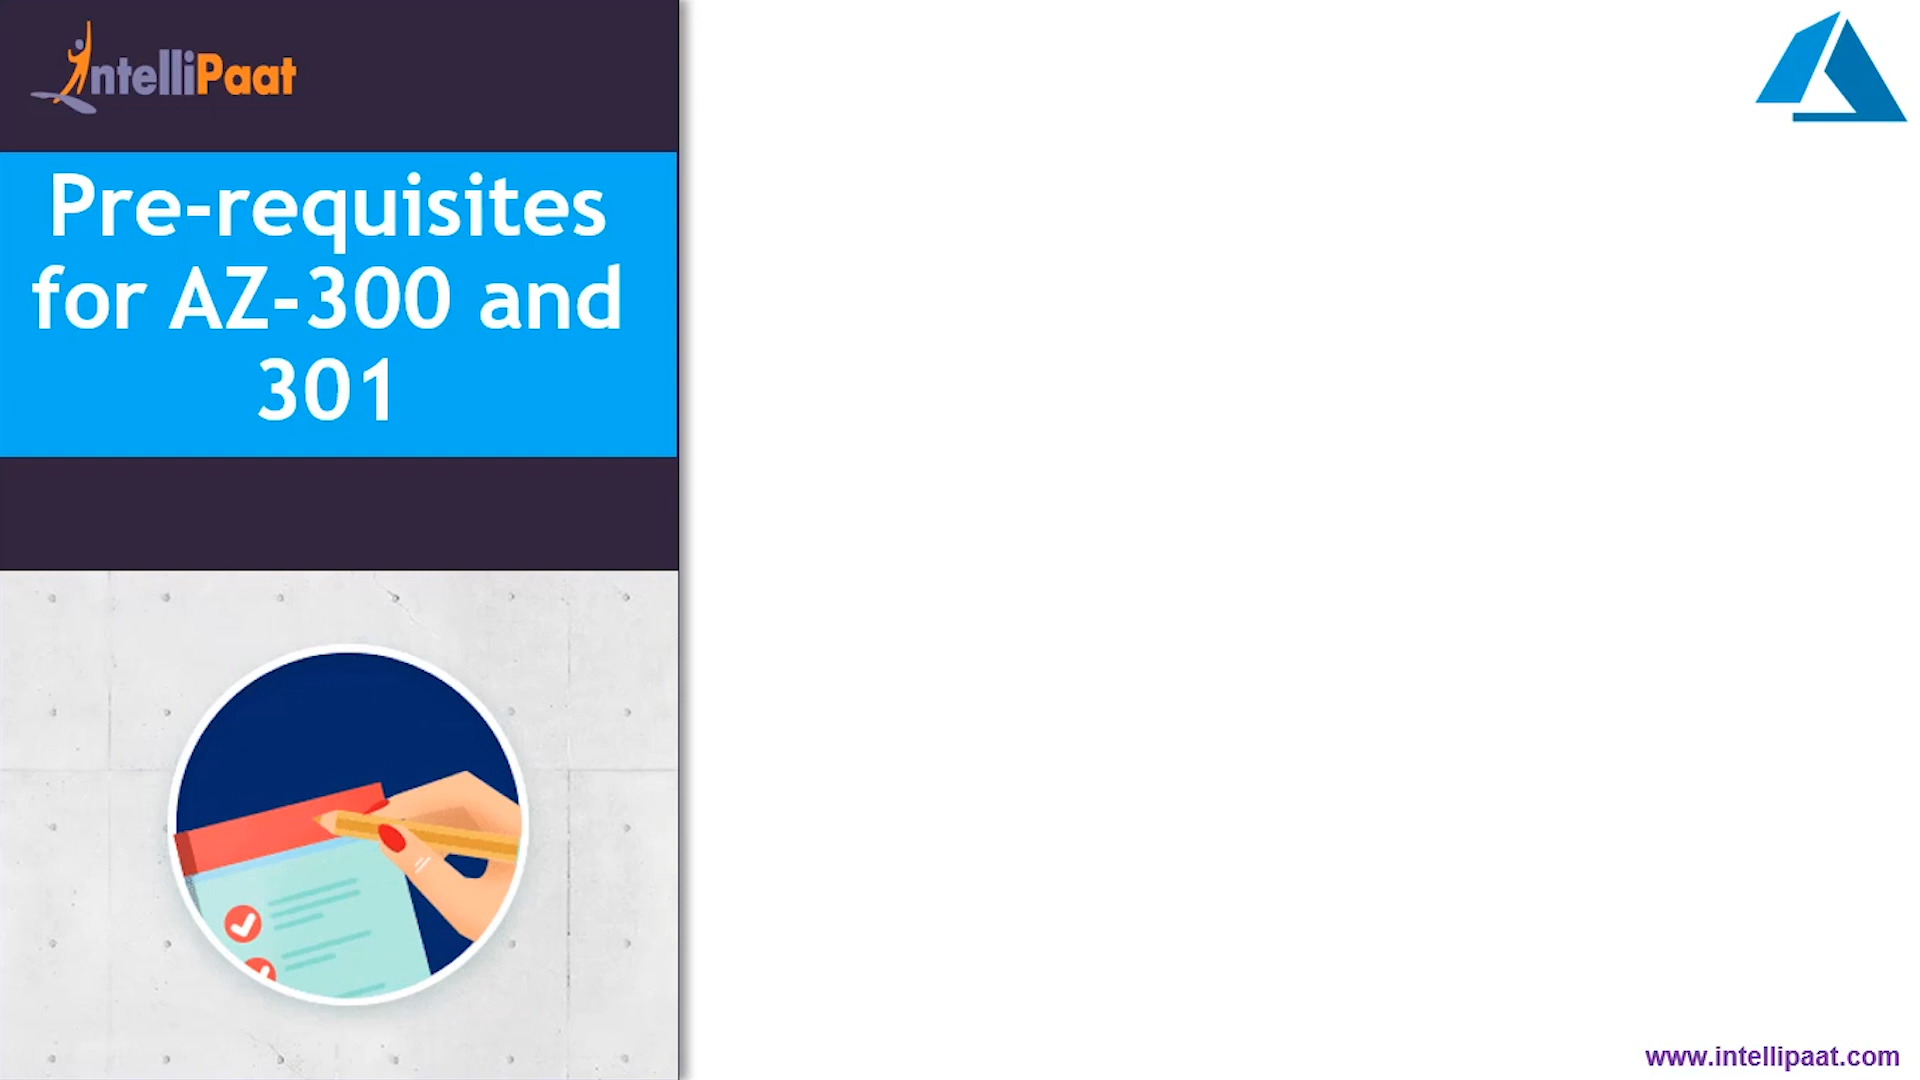 IntelliPaat
Pre-requisites
for AZ-300 and
301
www.intellipaat.com